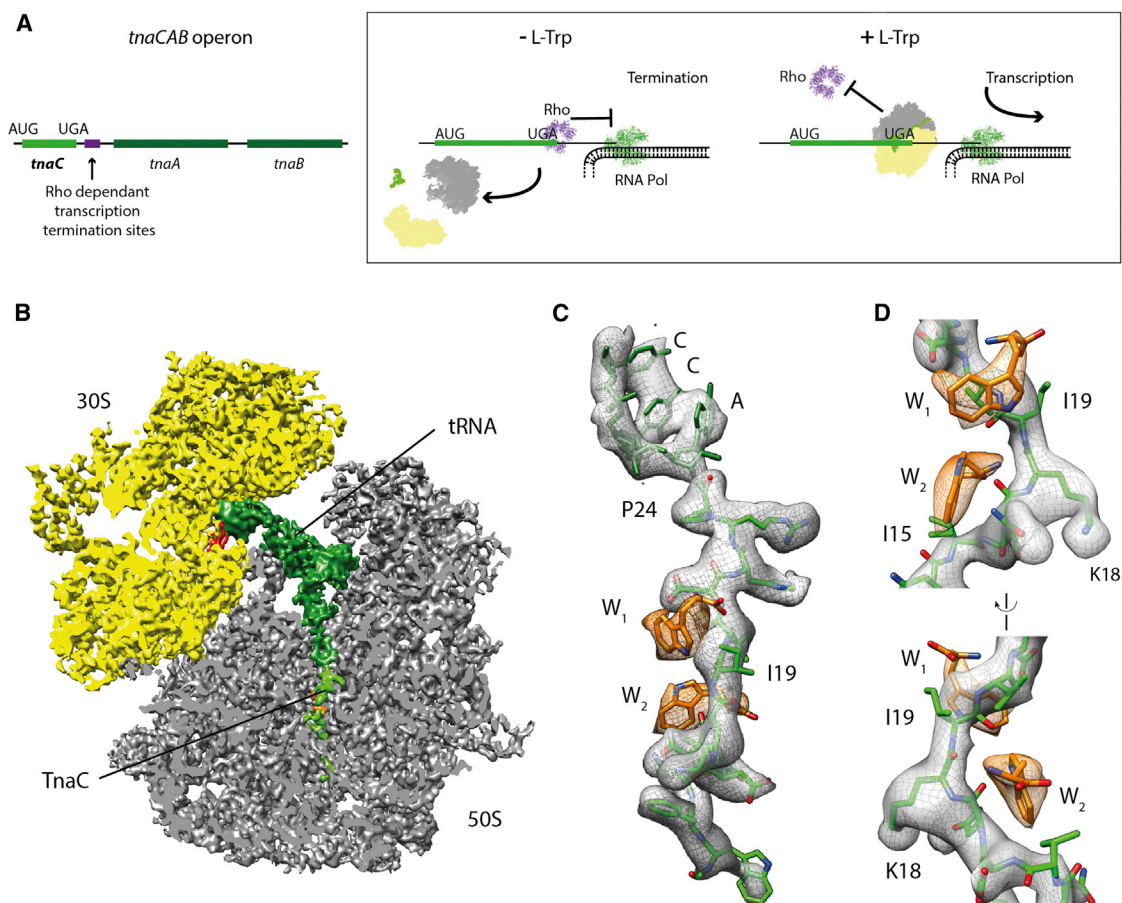 A
tnaCAB operon
AUG UGA
tnaC tnaA tnaB
Rho dependant
transcription
termination sites
- L-Trp
Termination
Rho
AUG UGA
RNA Pol
+ L-Trp
Rho
Transcription
AUG UGA
RNA Pol
B
30S
tRNA
TnaC
50S
C
C
C
A
P24
W1
I19
W2
D
W1
I19
W2
I15
K18
W1
I19
W2
K18